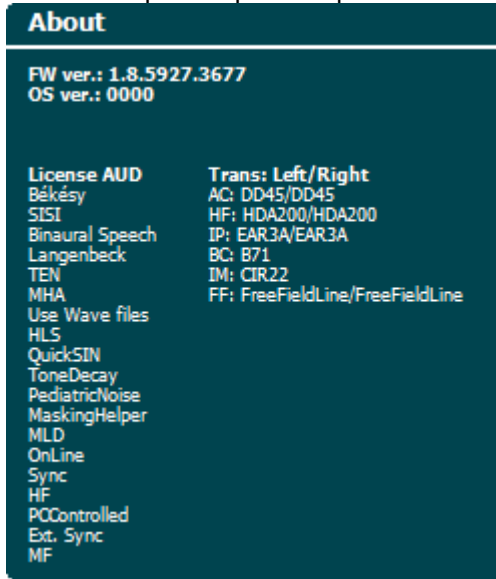 About
FW ver.: 1.8.5927.3677
OS ver.: 0000
License AUD
Békésy
SISI
Binaural Speech
Langenbeck
TEN
MHA
Use Wave files
HLS
QuickSIN
ToneDecay
PediatricNoise
MaskingHelper
MLD
OnLine
Sync
HF
PCControlled
Ext. Sync
MF
Trans: Left/Right
AC: DD45/DD45
HF: HDA200/HDA200
IP: EAR3A/EAR3A
BC: B71
IM: CIR22
FF: FreeFieldLine/FreeFieldLine